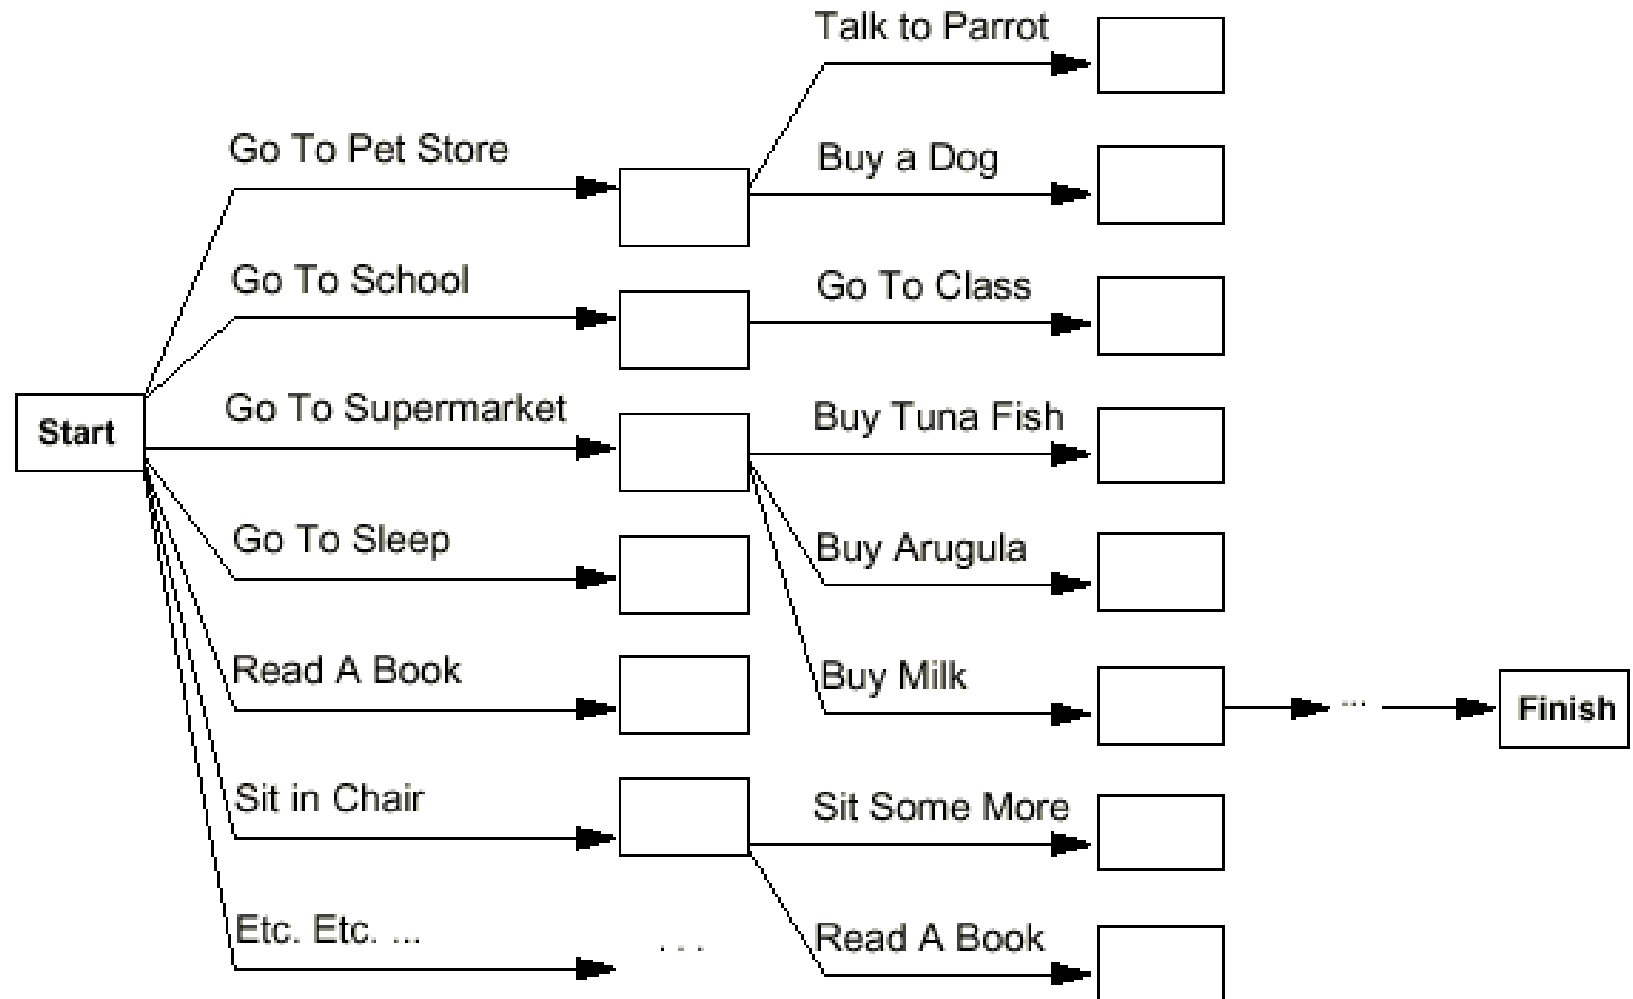 Talk to Parrot
Go To Pet Store
Buy a Dog
Go To School
Go To Class
Start
Go To Supermarket
Buy Tuna Fish
Go To Sleep
Buy Arugula
Read A Book
Buy Milk
...
Finish
Sit in Chair
Sit Some More
Etc. Etc. ...
. . .
Read A Book